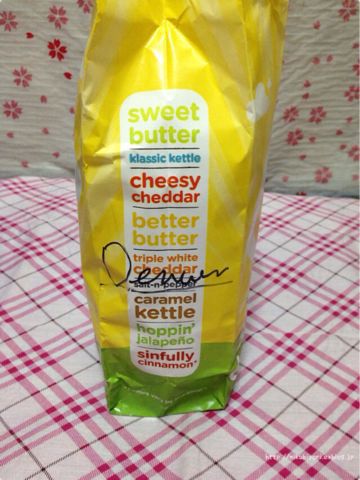 sweet
butter
klassic kettle
cheesy
cheddar
better
butter
triple white
cheddar
Denver
salt-n-pepper
caramel
kettle
hoppin'
jalapeño
sinfully
cinnamon